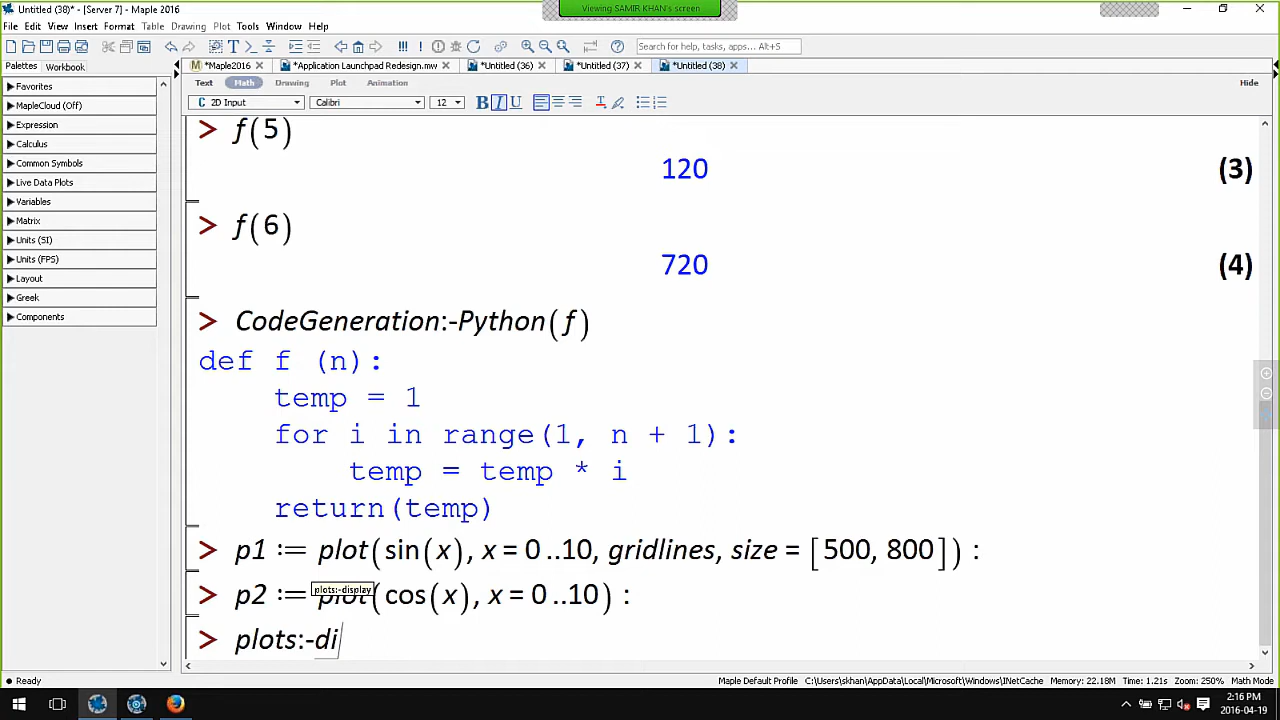 Untitled (38)* - [Server 7] - Maple 2016
Viewing SAMIR KHAN's screen
File Edit View Insert Format Table Drawing Plot Spreadsheet Tools Window Help
Search for help, tasks, apps... Alt+S
Palettes Workbook
*Maple2016 *Application Launchpad Redesign.mw *Untitled (36) *Untitled (37) *Untitled (38)
Favorites
MapleCloud (Off)
Expression
Calculus
Common Symbols
Live Data Plots
Variables
Matrix
Units (SI)
Units (FPS)
Layout
Greek
Components
Text Math Drawing Plot Animation Hide
2D Input Calibri 12 B I U
> f(5)
120 (3)
> f(6)
720 (4)
> CodeGeneration:-Python(f)
def f (n):
temp = 1
for i in range(1, n + 1):
temp = temp * i
return(temp)
> p1 := plot(sin(x), x = 0 ..10, gridlines, size = [500, 800]) :
plots:-display
> p2 := plot(cos(x), x = 0 ..10) :
> plots:-di
Ready
Maple Default Profile C:\Users\skhan\AppData\Local\Microsoft\Windows\INetCache Memory: 22.18M Time: 1.21s Zoom: 250% Math Mode
2:16 PM
2016-04-19